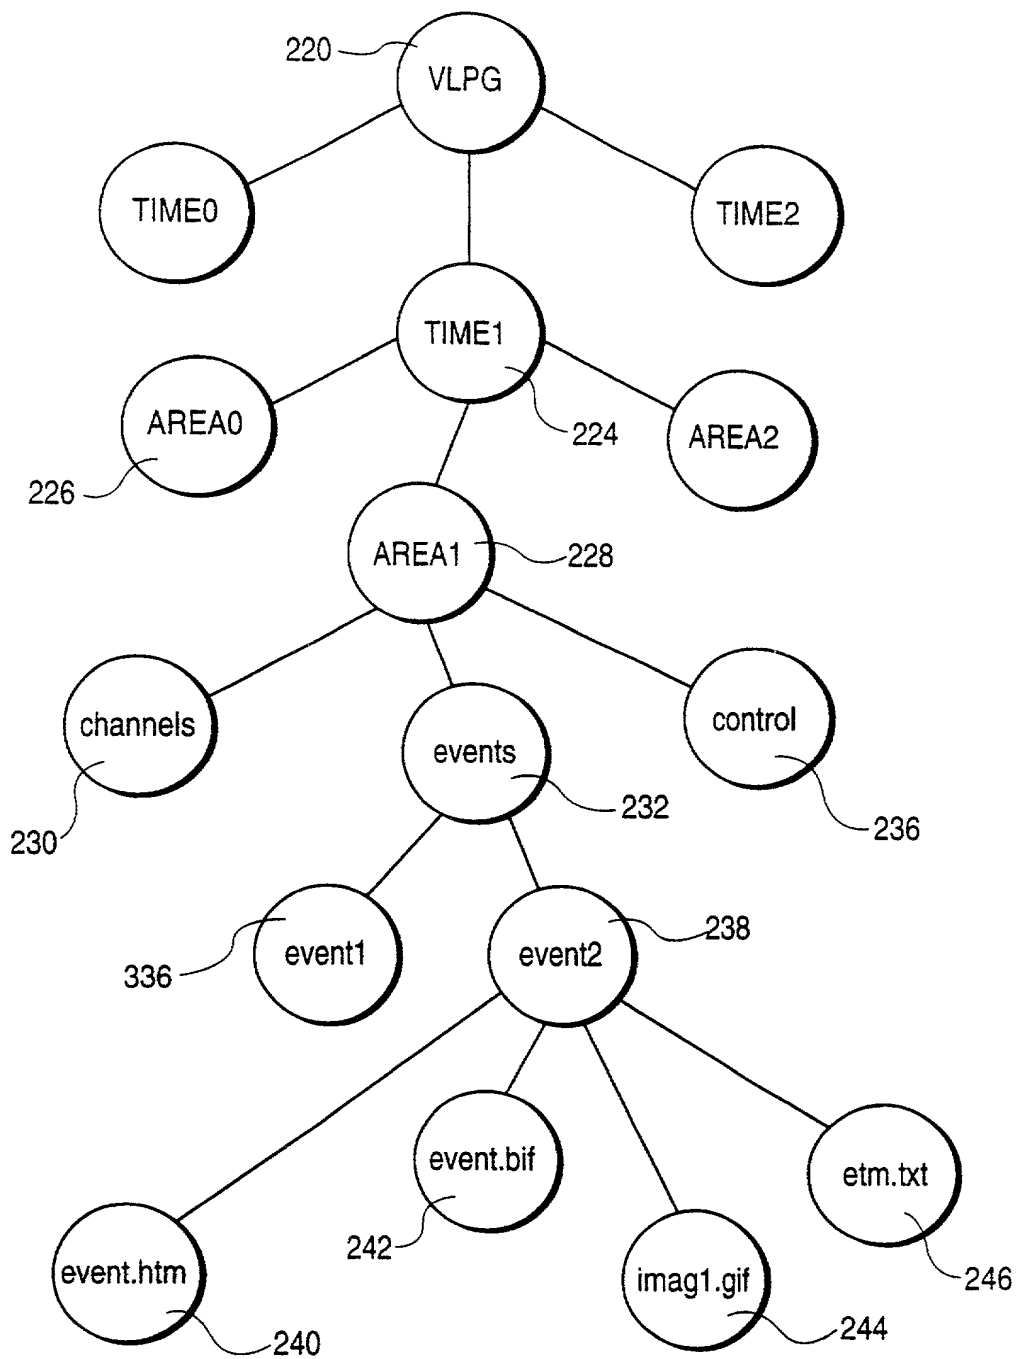 220
VLPG
TIME0
TIME2
TIME1
AREA0
224
AREA2
226
AREA1
228
channels
control
events
230
232
236
event1
event2
238
336
event.bif
etm.txt
242
event.htm
imag1.gif
246
240
244